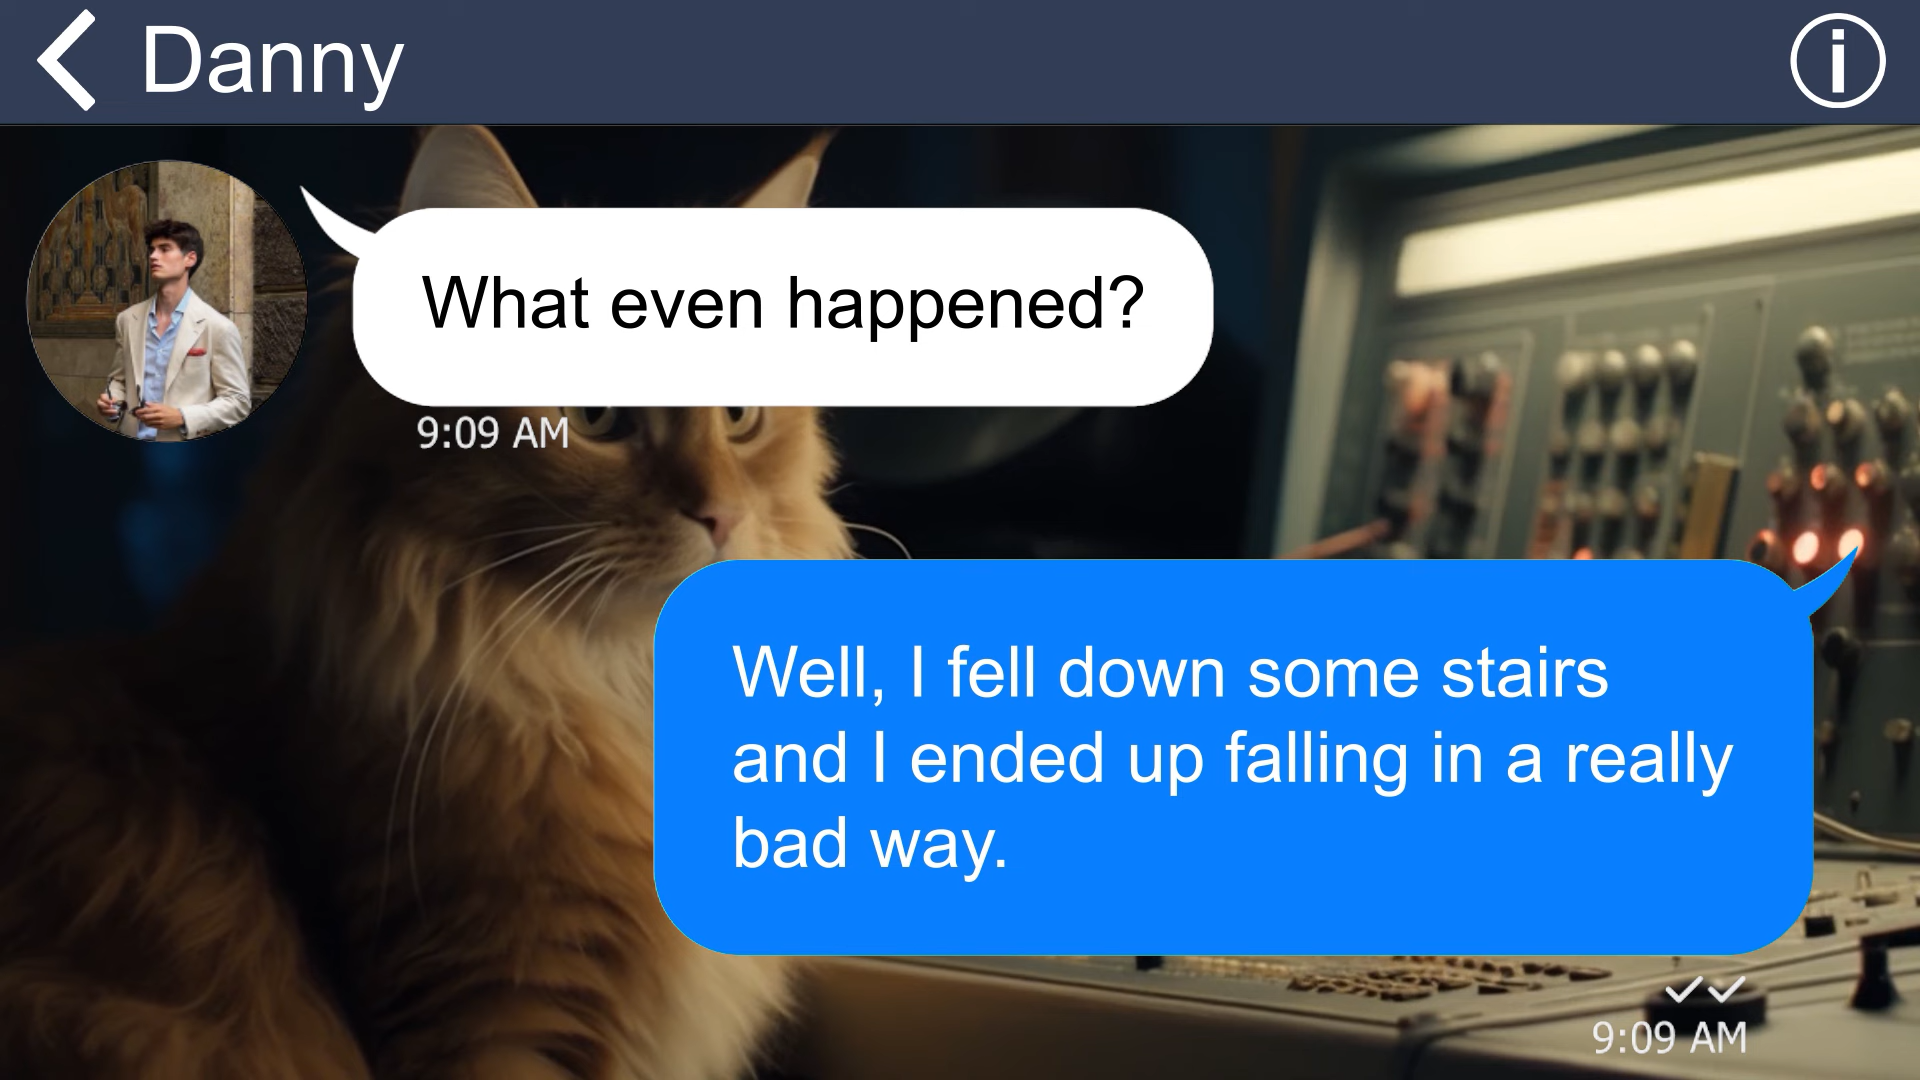 Danny
What even happened?
9:09 AM
Well, I fell down some stairs
and I ended up falling in a really
bad way.
9:09 AM